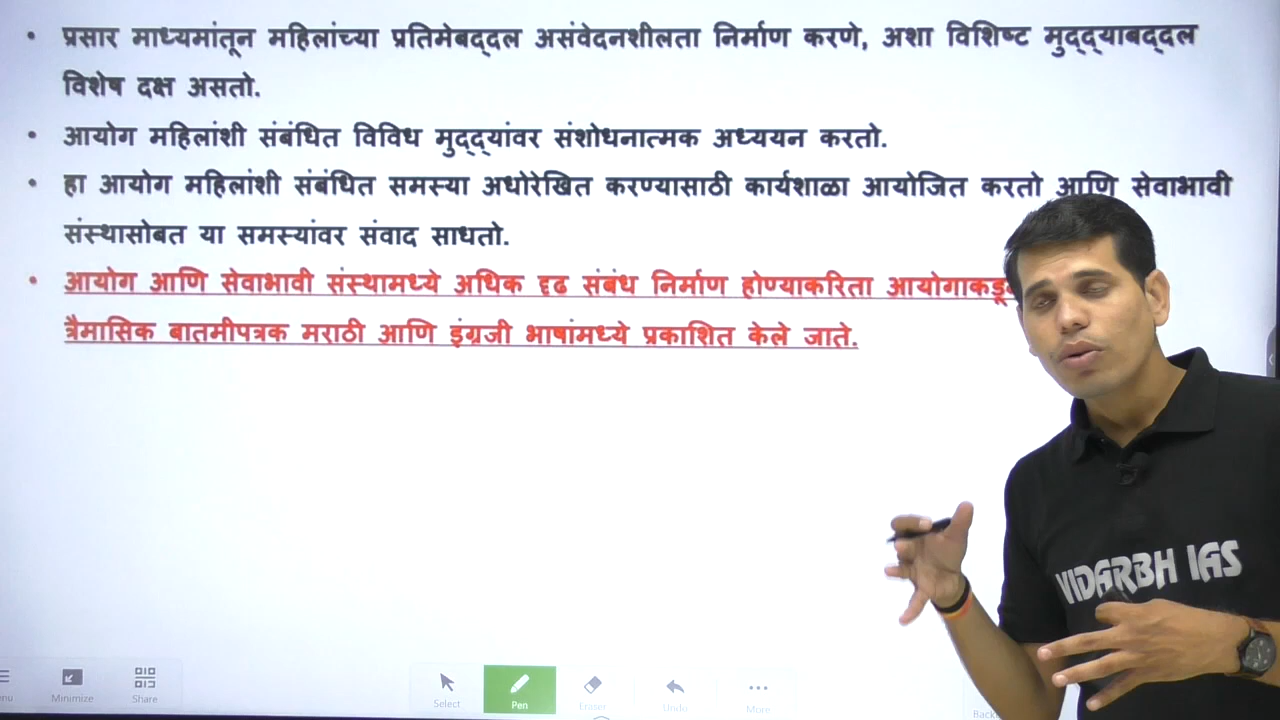 • प्रसार माध्यमांतून महिलांच्या प्रतिमेबद्दल असंवेदनशीलता निर्माण करणे, अशा विशिष्ट मुद्द्याबद्दल
विशेष दक्ष असतो.
• आयोग महिलांशी संबंधित विविध मुद्द्यांवर संशोधनात्मक अध्ययन करतो.
• हा आयोग महिलांशी संबंधित समस्या अधोरेखित करण्यासाठी कार्यशाळा आयोजित करतो आणि सेवाभावी
संस्थासोबत या समस्यांवर संवाद साधतो.
• आयोग आणि सेवाभावी संस्थामध्ये अधिक दृढ संबंध निर्माण होण्याकरिता आयोगाकडू
त्रैमासिक बातमीपत्रक मराठी आणि इंग्रजी भाषांमध्ये प्रकाशित केले जाते.
VIDARBH IAS
Minimize Share Select Pen Eraser Undo More